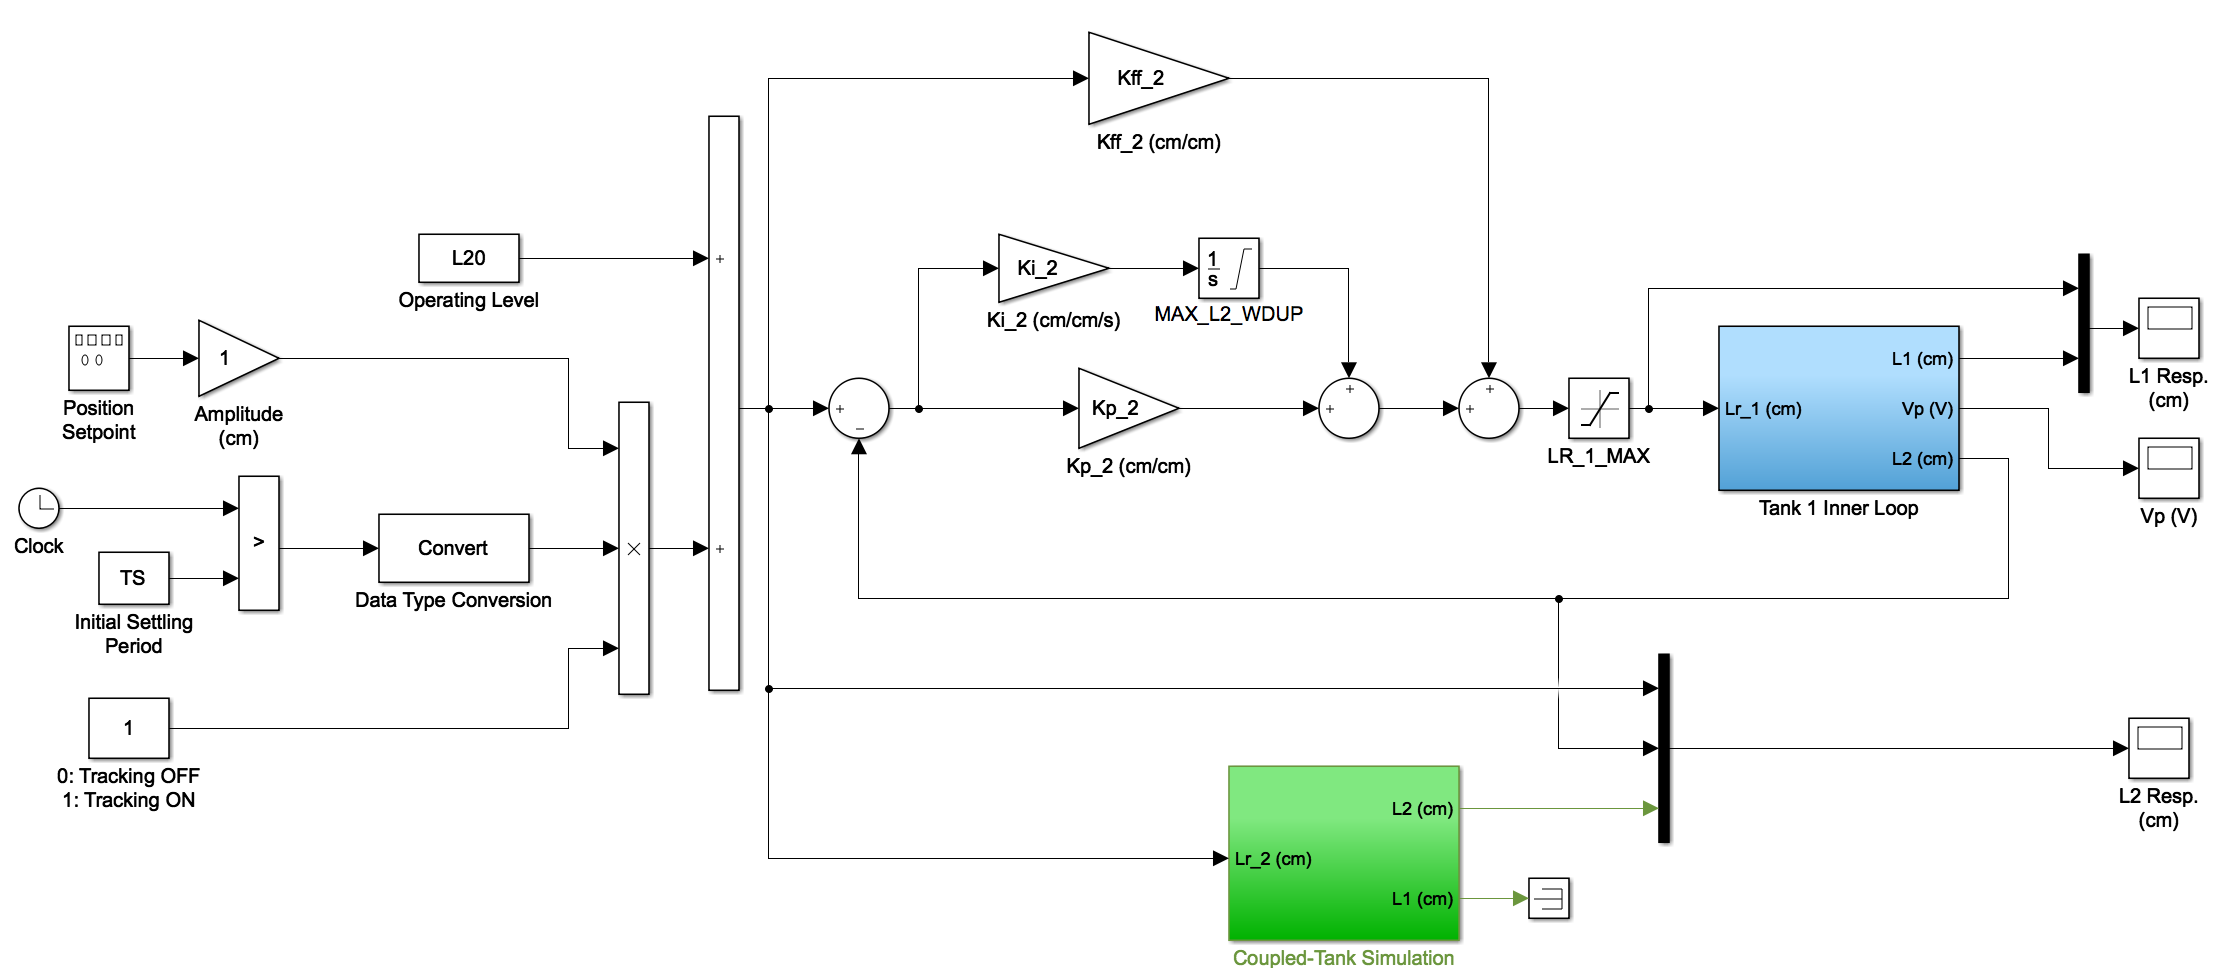 Kff_2
Kff_2 (cm/cm)
L20
Operating Level
+
Ki_2
Ki_2 (cm/cm/s)
1
s
MAX_L2_WDUP
Position
Setpoint
1
Amplitude
(cm)
Clock
TS
Initial Settling
Period
>
Convert
Data Type Conversion
×
+
1
0: Tracking OFF
1: Tracking ON
+
−
Kp_2
Kp_2 (cm/cm)
+
+
+
+
LR_1_MAX
Lr_1 (cm)
L1 (cm)
Vp (V)
L2 (cm)
Tank 1 Inner Loop
L1 Resp.
(cm)
Vp (V)
L2 Resp.
(cm)
Lr_2 (cm)
L2 (cm)
L1 (cm)
Coupled-Tank Simulation